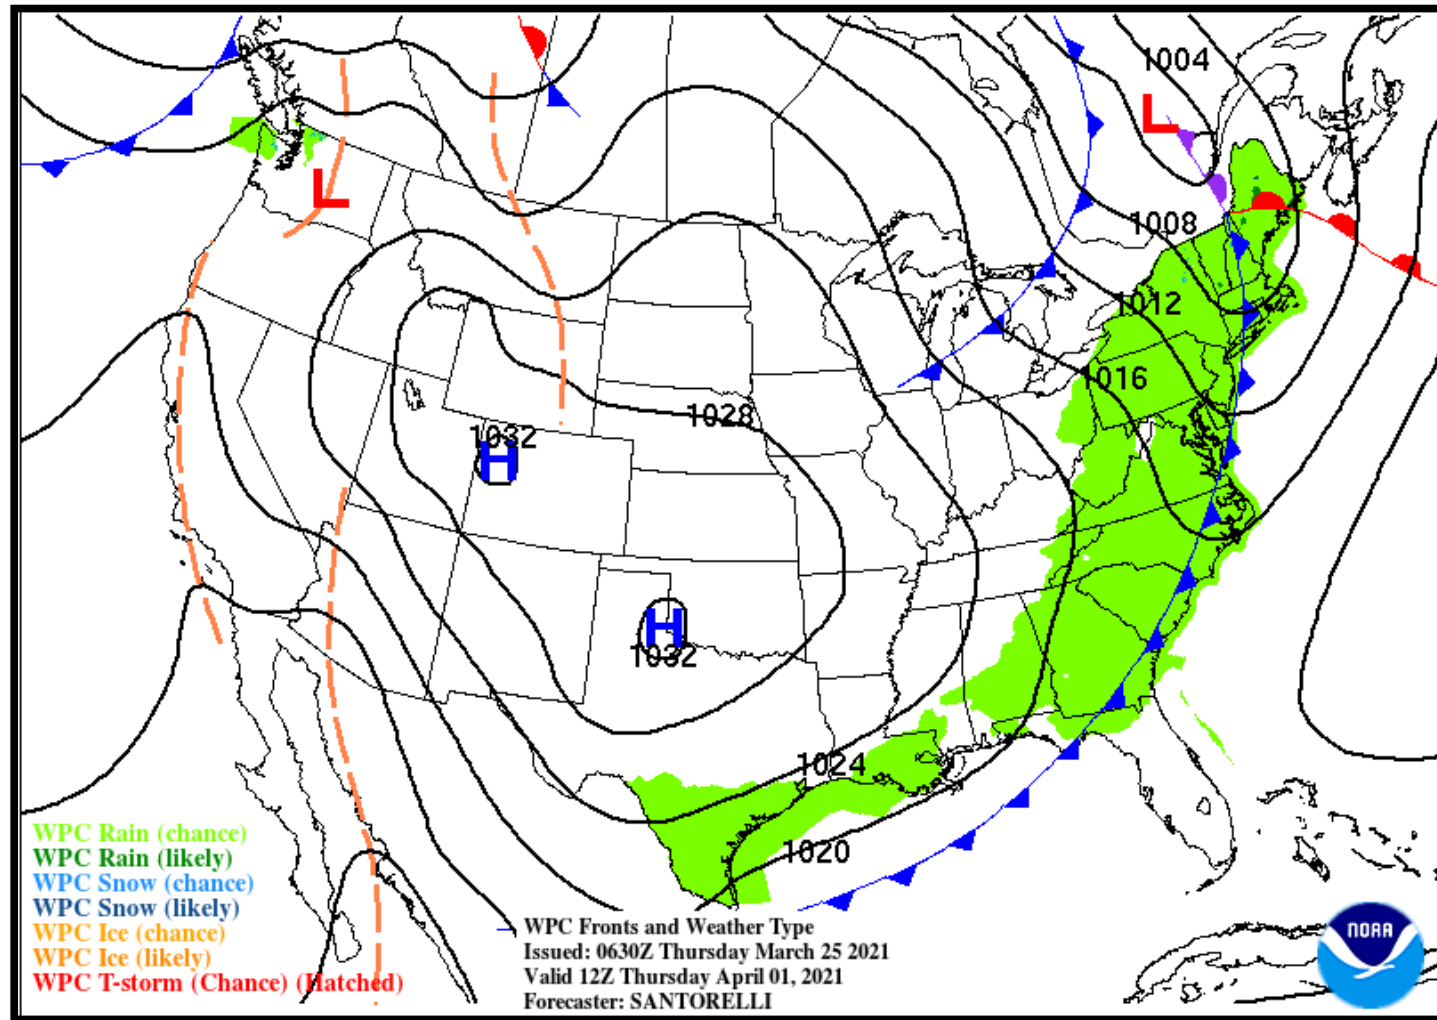 1004
L
L
1008
1012
1016
1028
1032
H
H
1032
1024
1020
WPC Rain (chance)
WPC Rain (likely)
WPC Snow (chance)
WPC Snow (likely)
WPC Ice (chance)
WPC Ice (likely)
WPC T-storm (Chance) (Hatched)
WPC Fronts and Weather Type
Issued: 0630Z Thursday March 25 2021
Valid 12Z Thursday April 01, 2021
Forecaster: SANTORELLI
NOAA